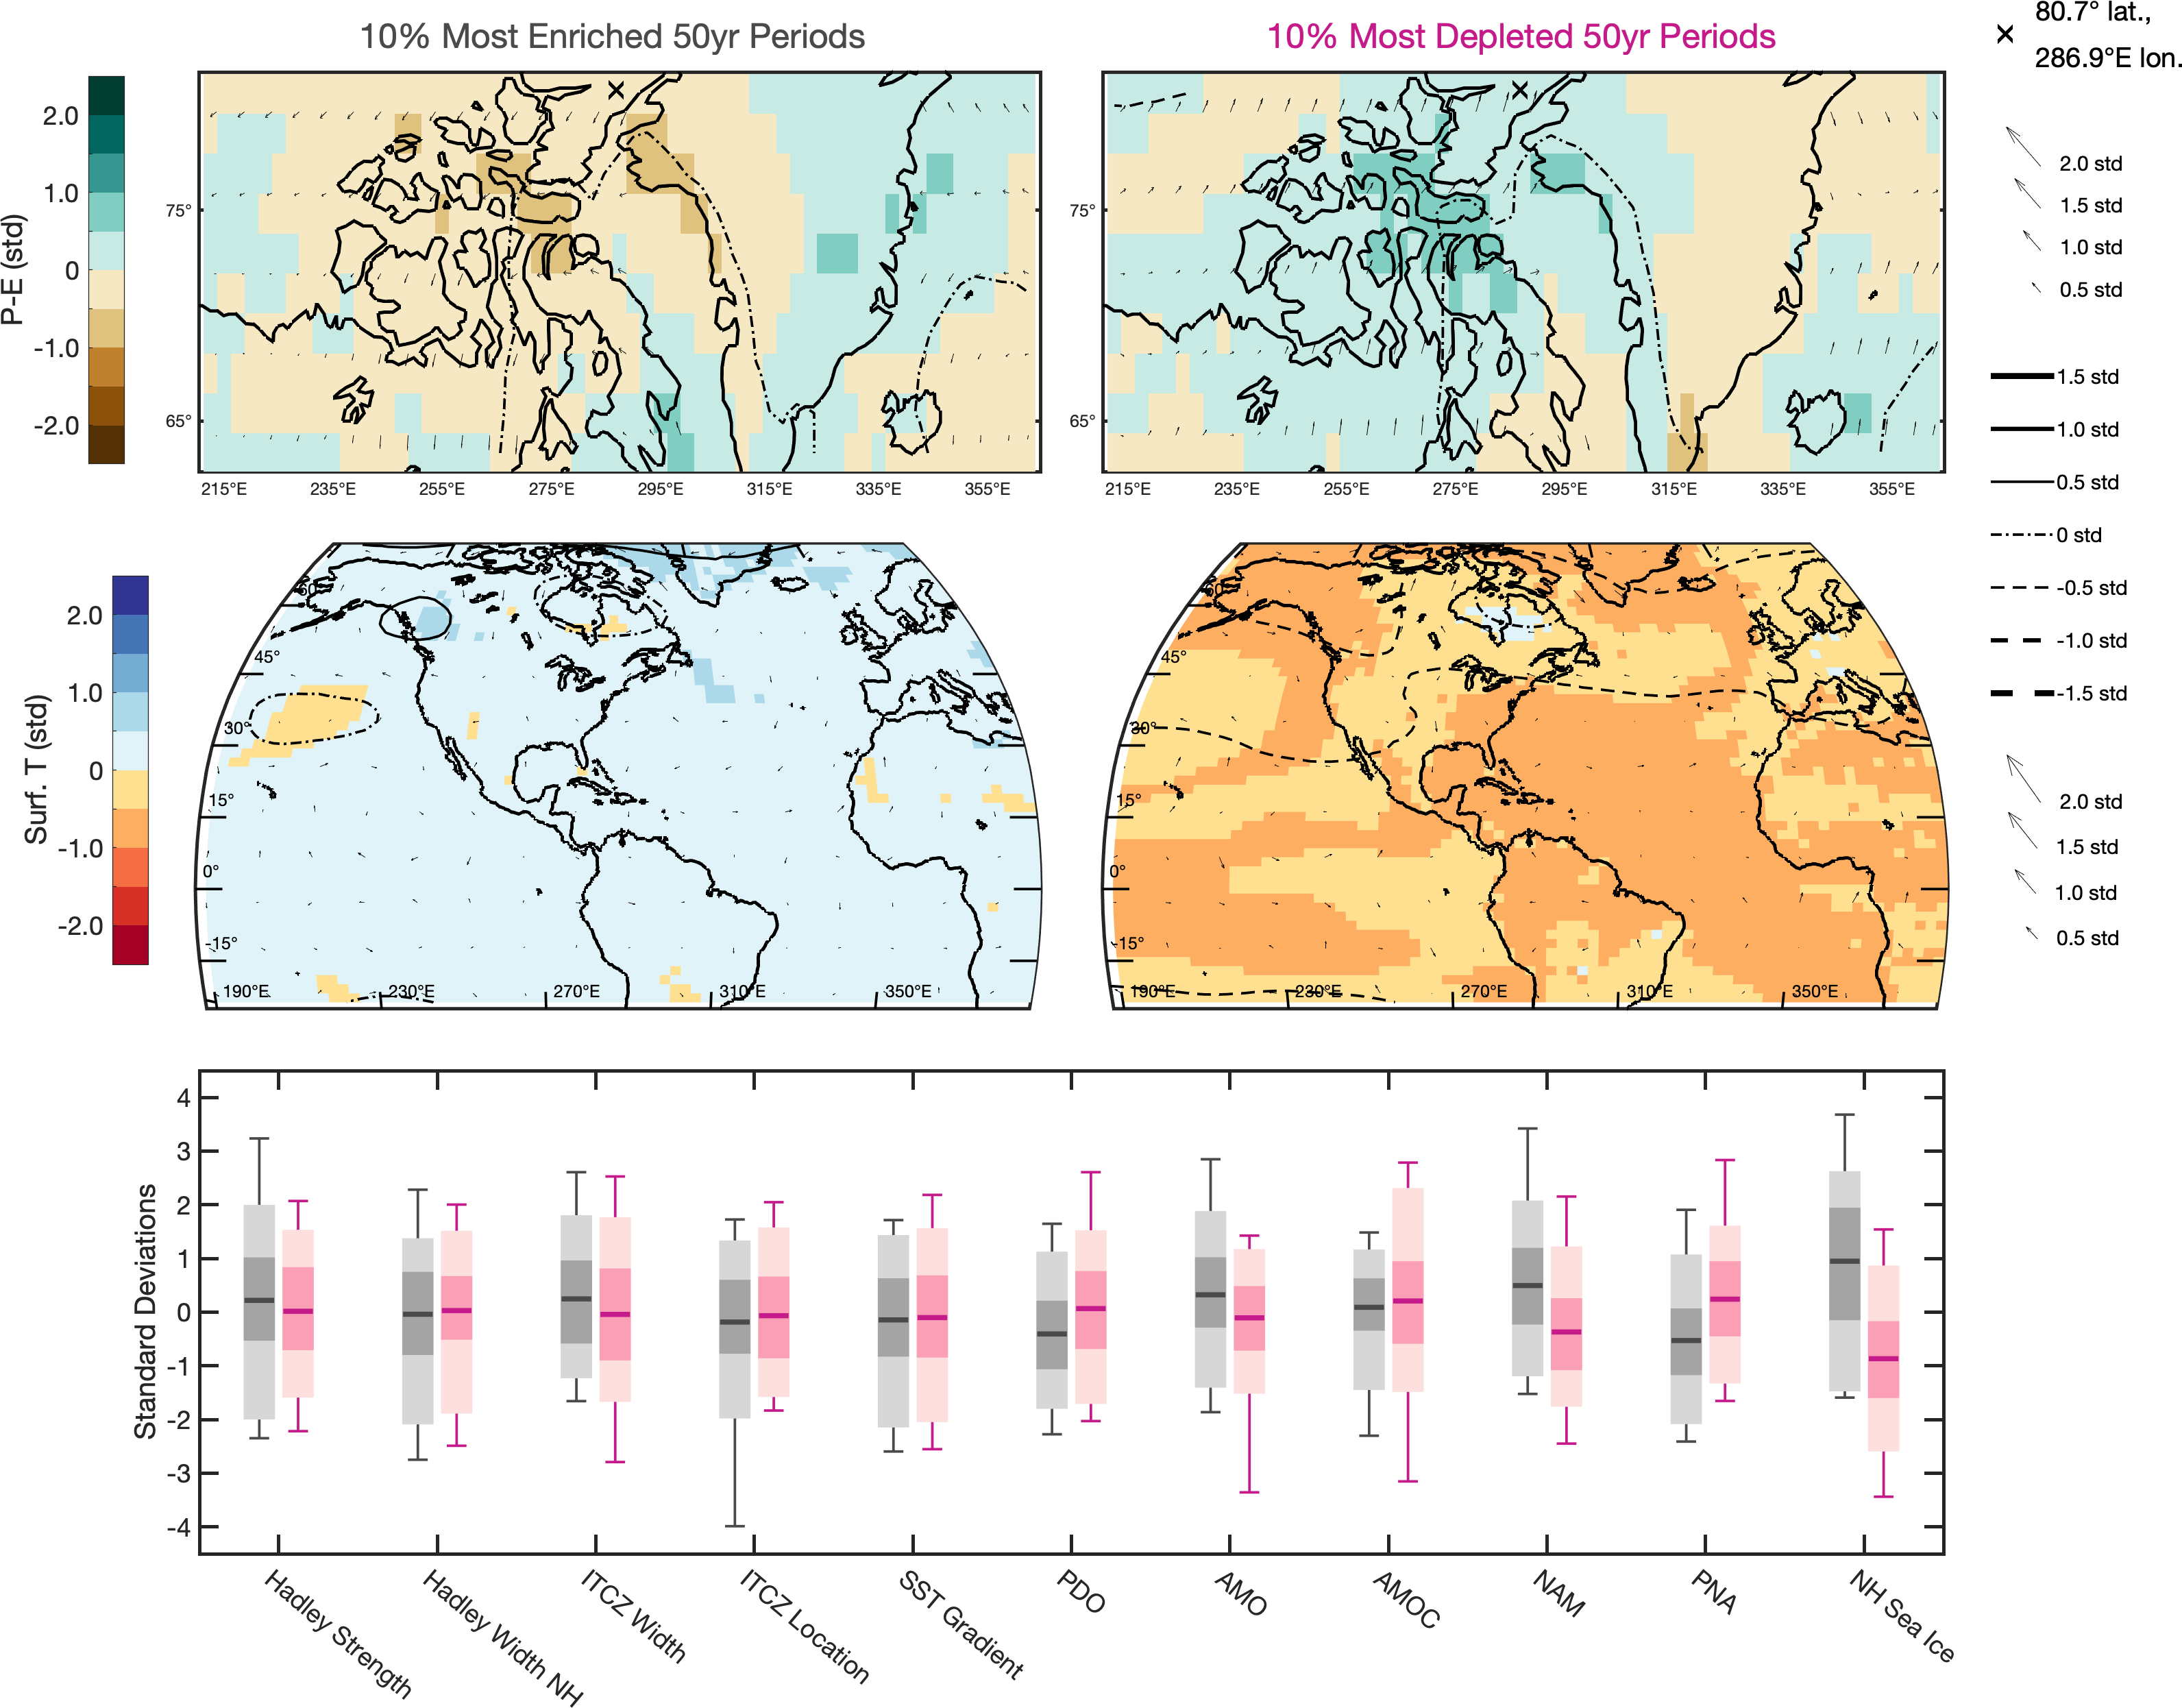 10% Most Enriched 50yr Periods
10% Most Depleted 50yr Periods
80.7° lat.,
286.9°E lon.
P-E (std)
2.0
1.0
0
-1.0
-2.0
75°
65°
215°E 235°E 255°E 275°E 295°E 315°E 335°E 355°E
75°
65°
215°E 235°E 255°E 275°E 295°E 315°E 335°E 355°E
2.0 std
1.5 std
1.0 std
0.5 std
1.5 std
1.0 std
0.5 std
0 std
-0.5 std
-1.0 std
-1.5 std
2.0 std
1.5 std
1.0 std
0.5 std
Surf. T (std)
2.0
1.0
0
-1.0
-2.0
60°
45°
30°
15°
0°
-15°
190°E 230°E 270°E 310°E 350°E
60°
45°
30°
15°
0°
-15°
190°E 230°E 270°E 310°E 350°E
Standard Deviations
4
3
2
1
0
-1
-2
-3
-4
Hadley Strength
Hadley Width NH
ITCZ Width
ITCZ Location
SST Gradient
PDO
AMO
AMOC
NAM
PNA
NH Sea Ice